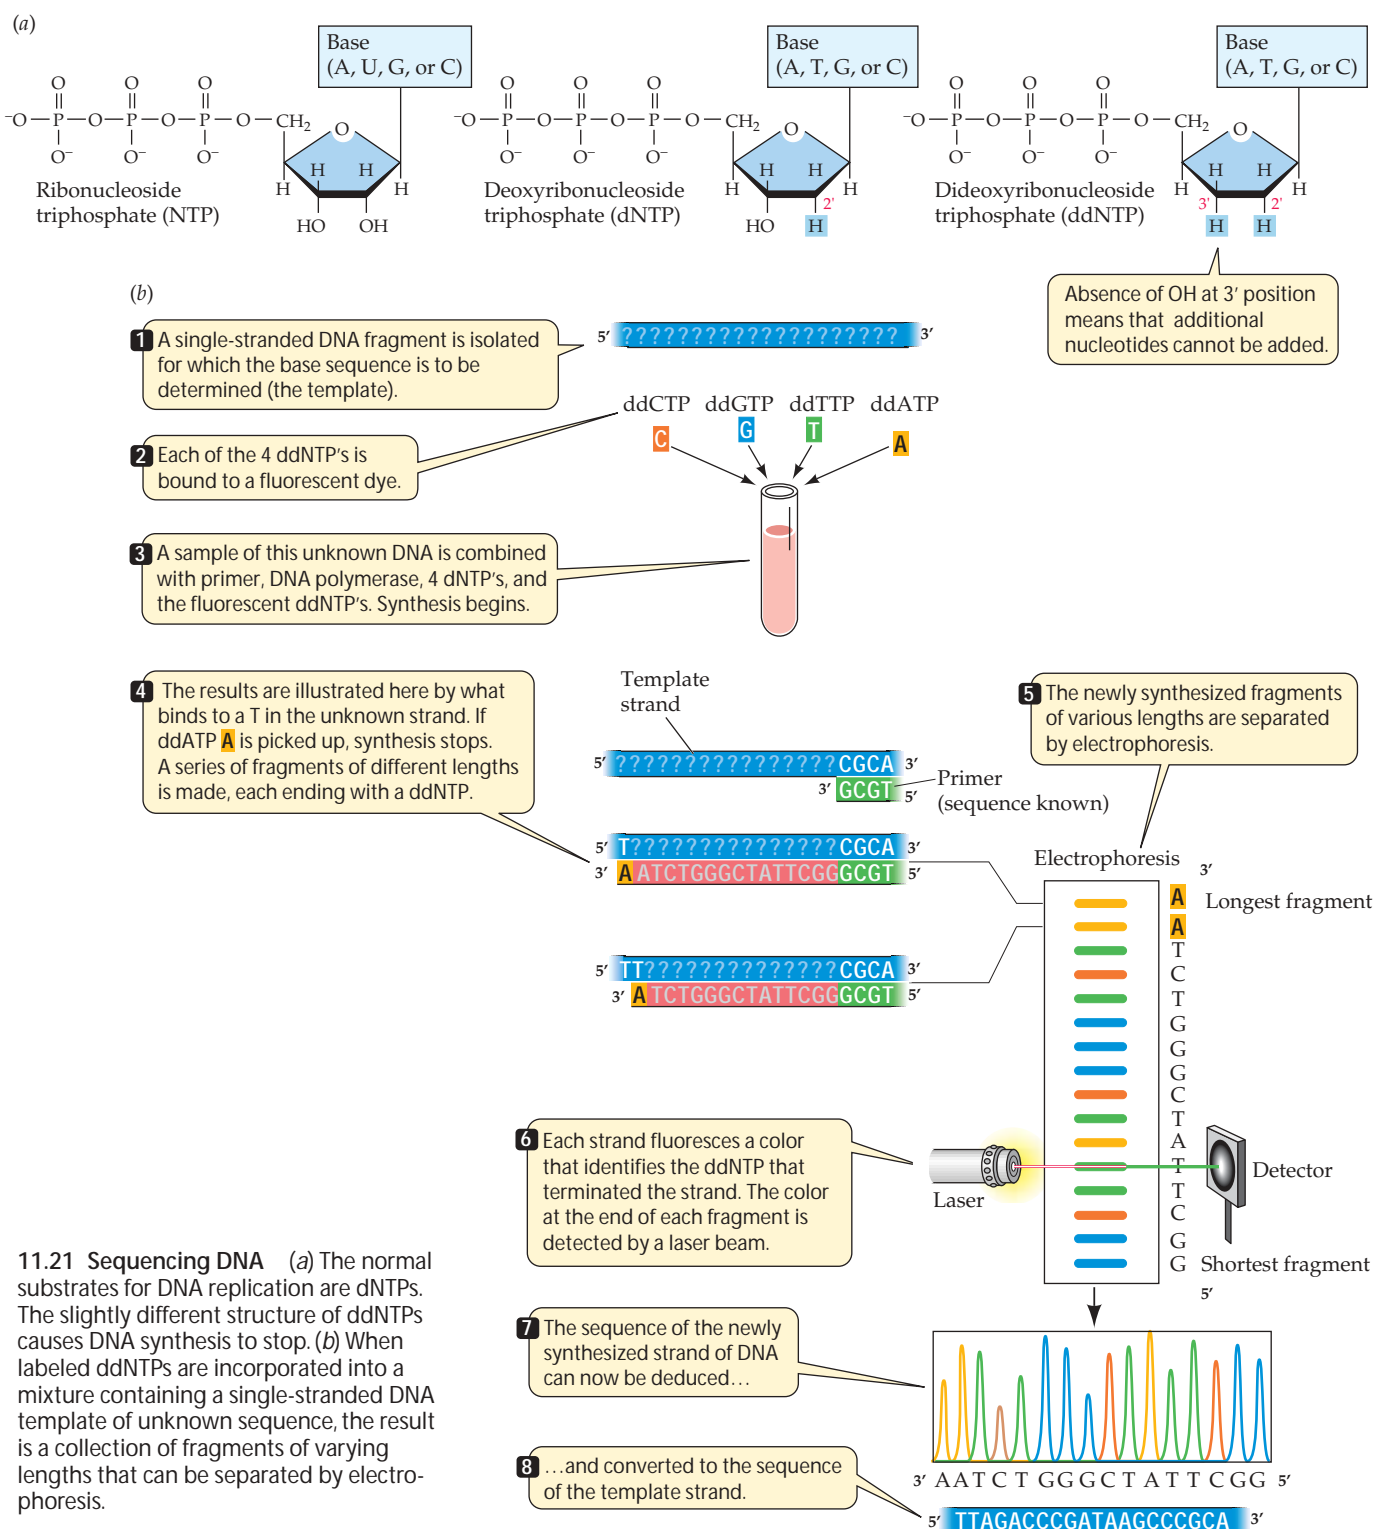 (a)
Base
(A, U, G, or C)
O O O
⁻O—P—O—P—O—P—O—CH₂
O
O⁻ O⁻ O⁻
H H H H
HO OH
Ribonucleoside
triphosphate (NTP)
Base
(A, T, G, or C)
O O O
⁻O—P—O—P—O—P—O—CH₂
O
O⁻ O⁻ O⁻
H H H H
2'
HO H
Deoxyribonucleoside
triphosphate (dNTP)
Base
(A, T, G, or C)
O O O
⁻O—P—O—P—O—P—O—CH₂
O
O⁻ O⁻ O⁻
H H H H
3' 2'
H H
Dideoxyribonucleoside
triphosphate (ddNTP)
Absence of OH at 3′ position
means that additional
nucleotides cannot be added.
(b)
1 A single-stranded DNA fragment is isolated
for which the base sequence is to be
determined (the template).
5′ ???????????????????? 3′
ddCTP ddGTP ddTTP ddATP
C G T A
2 Each of the 4 ddNTP's is
bound to a fluorescent dye.
3 A sample of this unknown DNA is combined
with primer, DNA polymerase, 4 dNTP's, and
the fluorescent ddNTP's. Synthesis begins.
4 The results are illustrated here by what
binds to a T in the unknown strand. If
ddATP A is picked up, synthesis stops.
A series of fragments of different lengths
is made, each ending with a ddNTP.
Template
strand
5′ ????????????????CGCA 3′
3′ GCGT 5′
Primer
(sequence known)
5′ T???????????????CGCA 3′
3′ AATCTGGGCTATTCGGGCGT 5′
5′ TT??????????????CGCA 3′
3′ ATCTGGGCTATTCGGGCGT 5′
5 The newly synthesized fragments
of various lengths are separated
by electrophoresis.
Electrophoresis
3′
A
Longest fragment
A
T
C
T
G
G
G
C
T
A
T
T
C
G
G
Shortest fragment
5′
Laser
Detector
6 Each strand fluoresces a color
that identifies the ddNTP that
terminated the strand. The color
at the end of each fragment is
detected by a laser beam.
7 The sequence of the newly
synthesized strand of DNA
can now be deduced…
3′ AATCTGGGCTATTCGG 5′
8 …and converted to the sequence
of the template strand.
5′ TTAGACCCGATAAGCCCGCA 3′
11.21 Sequencing DNA (a) The normal
substrates for DNA replication are dNTPs.
The slightly different structure of ddNTPs
causes DNA synthesis to stop. (b) When
labeled ddNTPs are incorporated into a
mixture containing a single-stranded DNA
template of unknown sequence, the result
is a collection of fragments of varying
lengths that can be separated by electro-
phoresis.